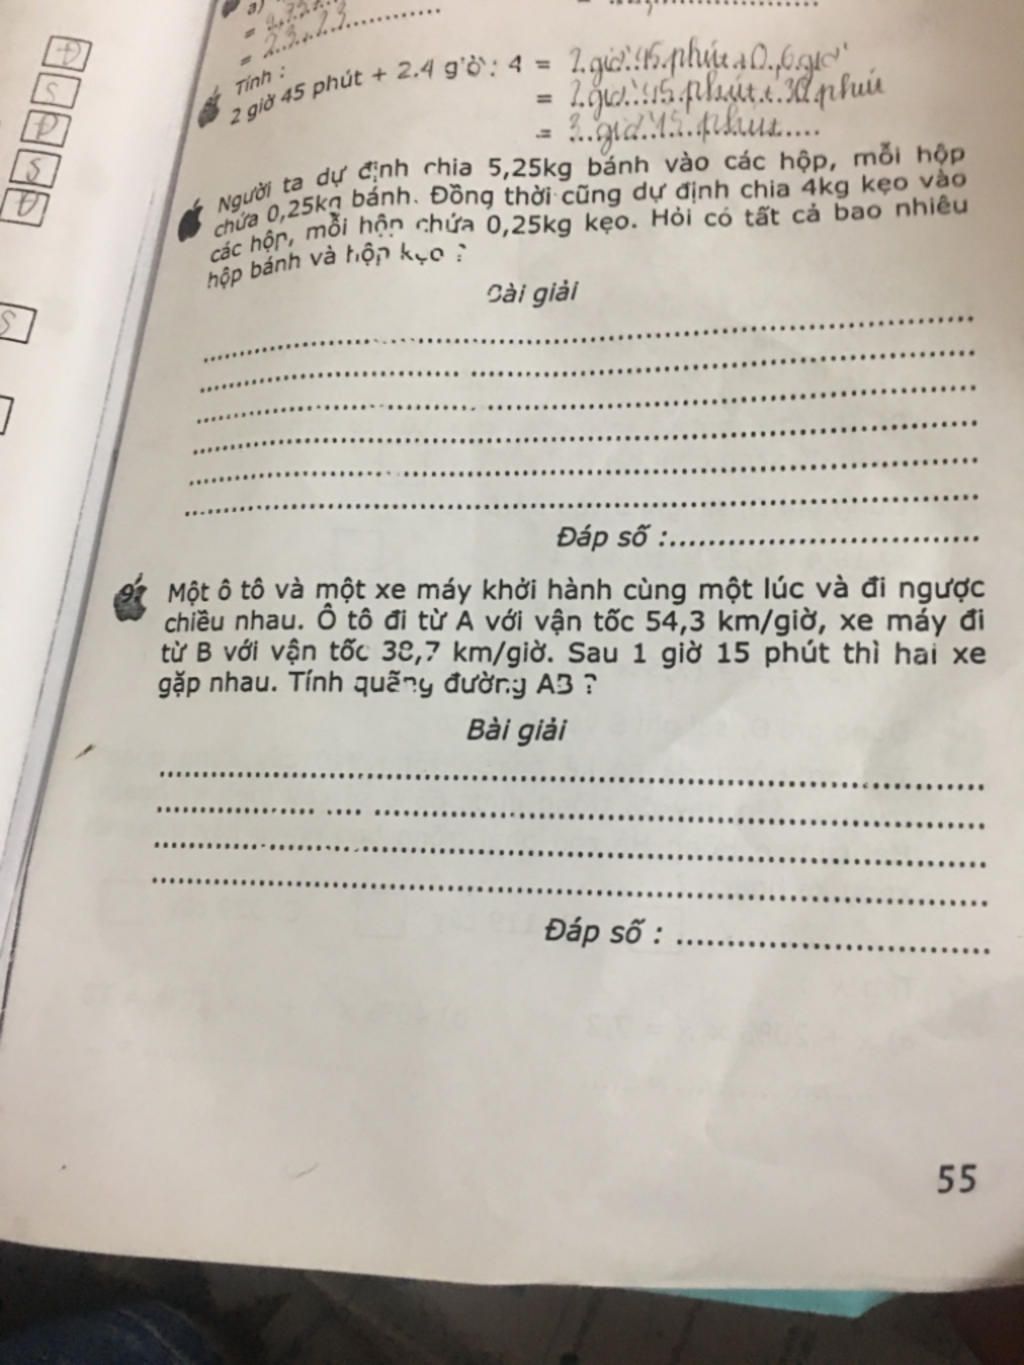 a)
=
= 23,23
Đ
S
Đ
S
Đ
S
Tính :
2 giờ 45 phút + 2.4 giờ : 4 = 2 giờ 45 phút + 0,6 giờ
= 2 giờ 45 phút + 30 phút
= 3 giờ 15 phút
Người ta dự định chia 5,25kg bánh vào các hộp, mỗi hộp
chứa 0,25kg bánh. Đồng thời cũng dự định chia 4kg kẹo vào
các hộp, mỗi hộp chứa 0,25kg kẹo. Hỏi có tất cả bao nhiêu
hộp bánh và hộp kẹo ?
Bài giải
Đáp số :
9. Một ô tô và một xe máy khởi hành cùng một lúc và đi ngược
chiều nhau. Ô tô đi từ A với vận tốc 54,3 km/giờ, xe máy đi
từ B với vận tốc 38,7 km/giờ. Sau 1 giờ 15 phút thì hai xe
gặp nhau. Tính quãng đường AB ?
Bài giải
Đáp số :
55